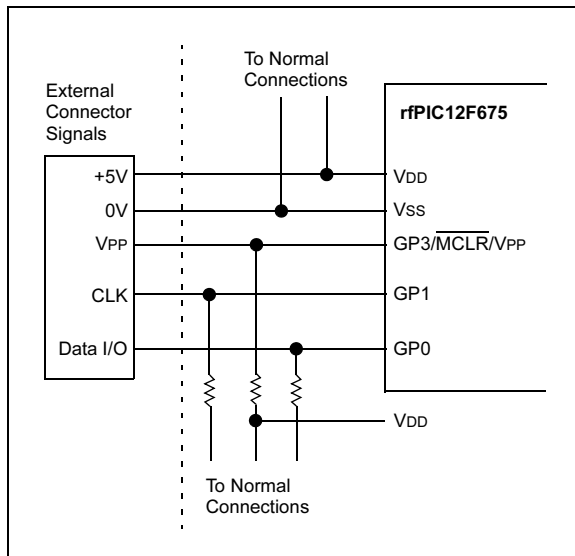 To Normal
Connections
External
Connector
Signals
rfPIC12F675
+5V
VDD
0V
VSS
VPP
GP3/MCLR/VPP
CLK
GP1
Data I/O
GP0
VDD
To Normal
Connections